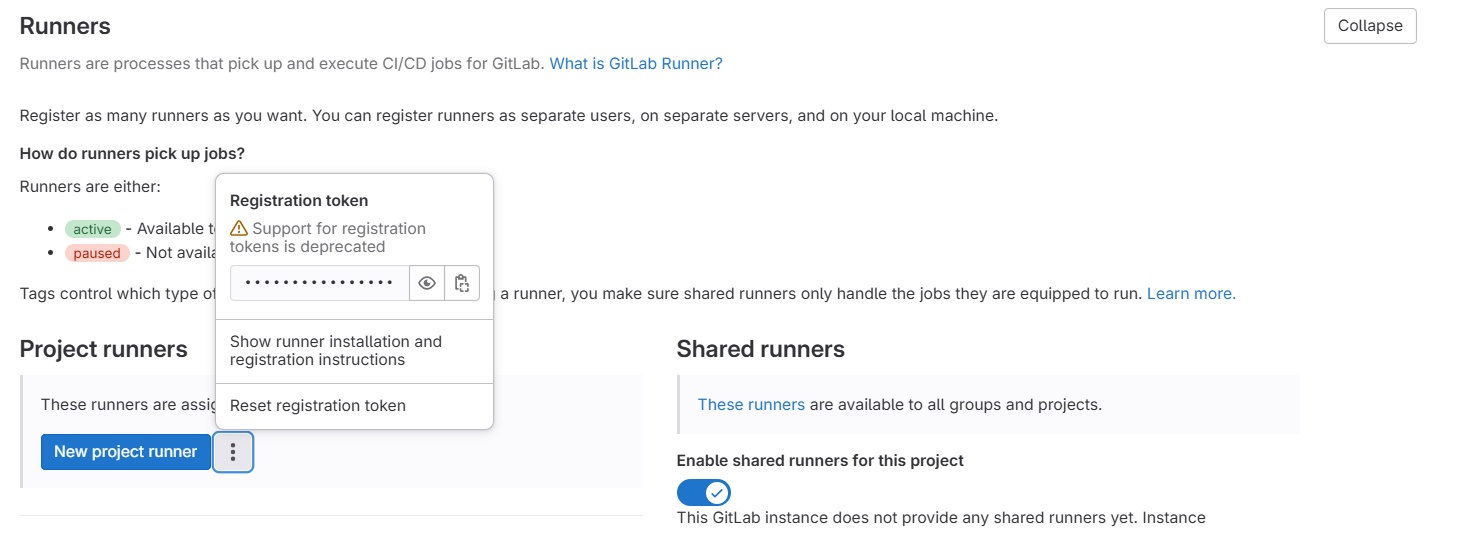 Runners
Collapse
Runners are processes that pick up and execute CI/CD jobs for GitLab. What is GitLab Runner?
Register as many runners as you want. You can register runners as separate users, on separate servers, and on your local machine.
How do runners pick up jobs?
Runners are either:
active - Available t
paused - Not availa
Tags control which type of
g a runner, you make sure shared runners only handle the jobs they are equipped to run. Learn more.
Registration token
Support for registration
tokens is deprecated
••••••••••••••••
Show runner installation and
registration instructions
Reset registration token
Project runners
These runners are assig
New project runner
Shared runners
These runners are available to all groups and projects.
Enable shared runners for this project
This GitLab instance does not provide any shared runners yet. Instance